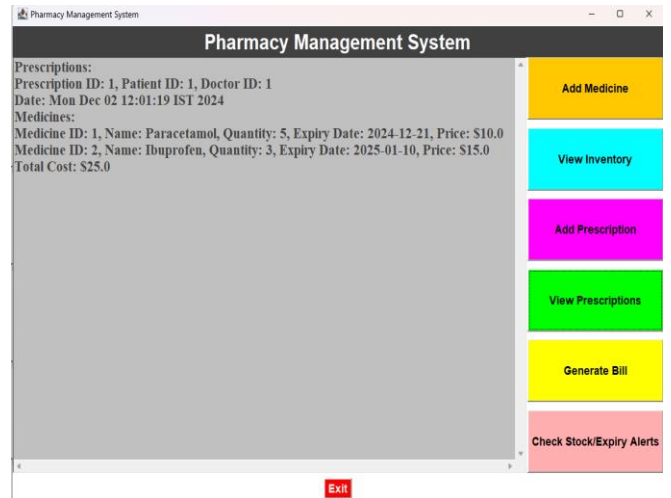 Pharmacy Management System
Pharmacy Management System
Prescriptions:
Prescription ID: 1, Patient ID: 1, Doctor ID: 1
Date: Mon Dec 02 12:01:19 IST 2024
Medicines:
Medicine ID: 1, Name: Paracetamol, Quantity: 5, Expiry Date: 2024-12-21, Price: $10.0
Medicine ID: 2, Name: Ibuprofen, Quantity: 3, Expiry Date: 2025-01-10, Price: $15.0
Total Cost: $25.0
Add Medicine
View Inventory
Add Prescription
View Prescriptions
Generate Bill
Check Stock/Expiry Alerts
Exit